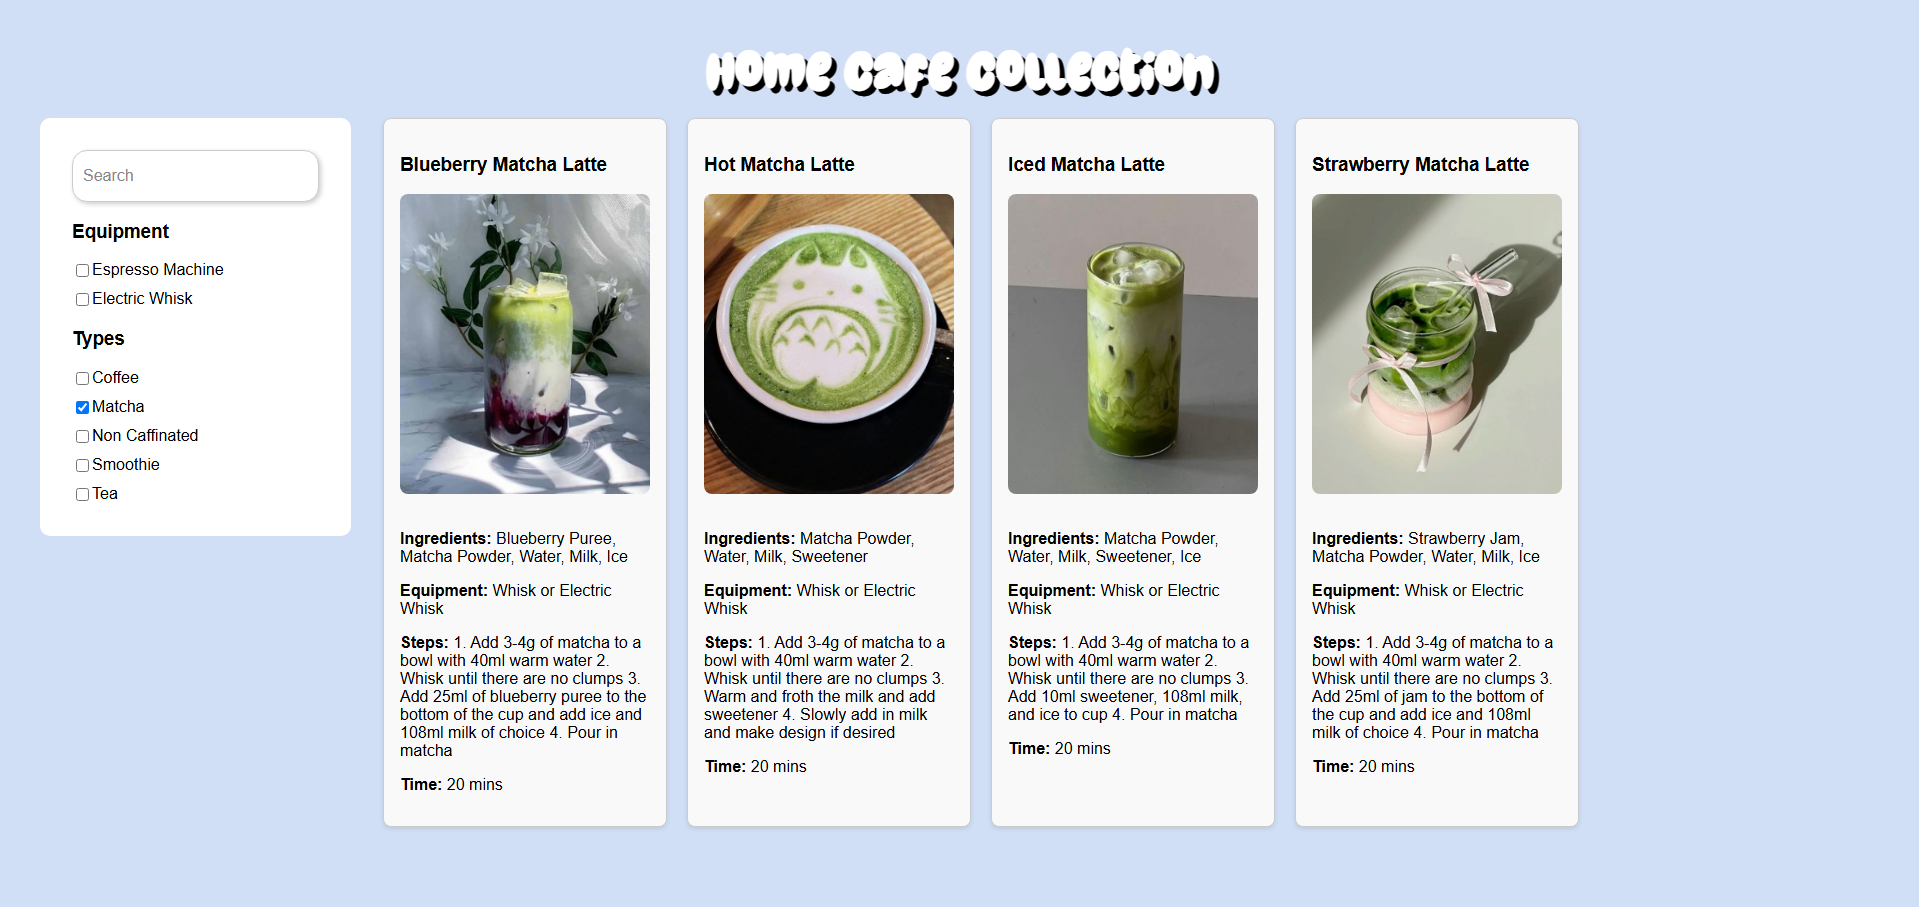 Home Cafe Collection
Search
Equipment
Espresso Machine
Electric Whisk
Types
Coffee
Matcha
Non Caffinated
Smoothie
Tea
Blueberry Matcha Latte
Ingredients: Blueberry Puree,
Matcha Powder, Water, Milk, Ice
Equipment: Whisk or Electric
Whisk
Steps: 1. Add 3-4g of matcha to a
bowl with 40ml warm water 2.
Whisk until there are no clumps 3.
Add 25ml of blueberry puree to the
bottom of the cup and add ice and
108ml milk of choice 4. Pour in
matcha
Time: 20 mins
Hot Matcha Latte
Ingredients: Matcha Powder,
Water, Milk, Sweetener
Equipment: Whisk or Electric
Whisk
Steps: 1. Add 3-4g of matcha to a
bowl with 40ml warm water 2.
Whisk until there are no clumps 3.
Warm and froth the milk and add
sweetener 4. Slowly add in milk
and make design if desired
Time: 20 mins
Iced Matcha Latte
Ingredients: Matcha Powder,
Water, Milk, Sweetener, Ice
Equipment: Whisk or Electric
Whisk
Steps: 1. Add 3-4g of matcha to a
bowl with 40ml warm water 2.
Whisk until there are no clumps 3.
Add 10ml sweetener, 108ml milk,
and ice to cup 4. Pour in matcha
Time: 20 mins
Strawberry Matcha Latte
Ingredients: Strawberry Jam,
Matcha Powder, Water, Milk, Ice
Equipment: Whisk or Electric
Whisk
Steps: 1. Add 3-4g of matcha to a
bowl with 40ml warm water 2.
Whisk until there are no clumps 3.
Add 25ml of jam to the bottom of
the cup and add ice and 108ml
milk of choice 4. Pour in matcha
Time: 20 mins